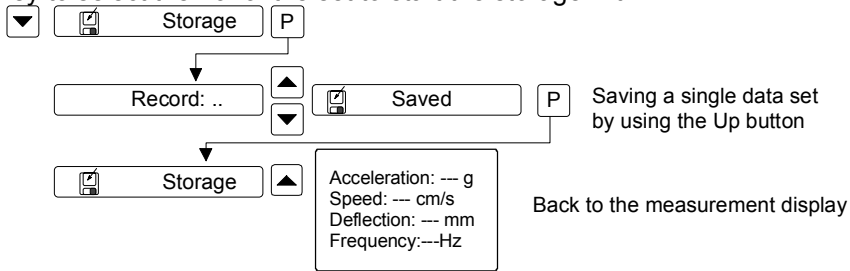 Storage P
Record: .. Saved P
Saving a single data set
by using the Up button
Storage
Acceleration: --- g
Speed: --- cm/s
Deflection: --- mm
Frequency:---Hz
Back to the measurement display